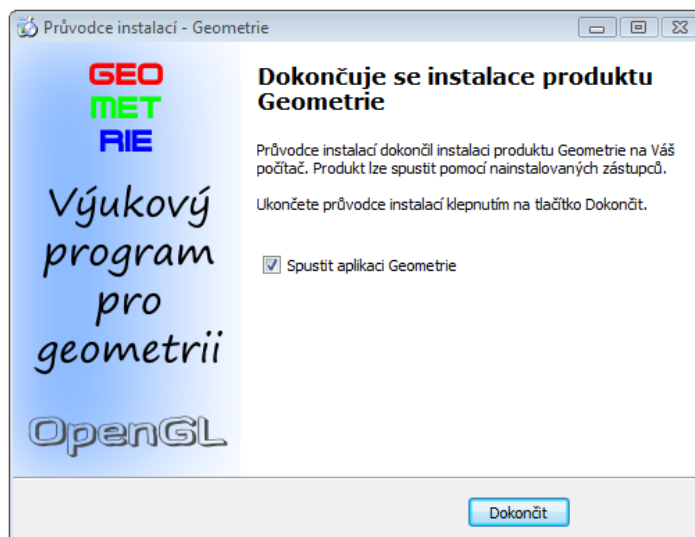 Průvodce instalací - Geometrie
GEO
MET
RIE
Výukový
program
pro
geometrii
OpenGL
Dokončuje se instalace produktu
Geometrie
Průvodce instalací dokončil instalaci produktu Geometrie na Váš
počítač. Produkt lze spustit pomocí nainstalovaných zástupců.
Ukončete průvodce instalací klepnutím na tlačítko Dokončit.
Spustit aplikaci Geometrie
Dokončit